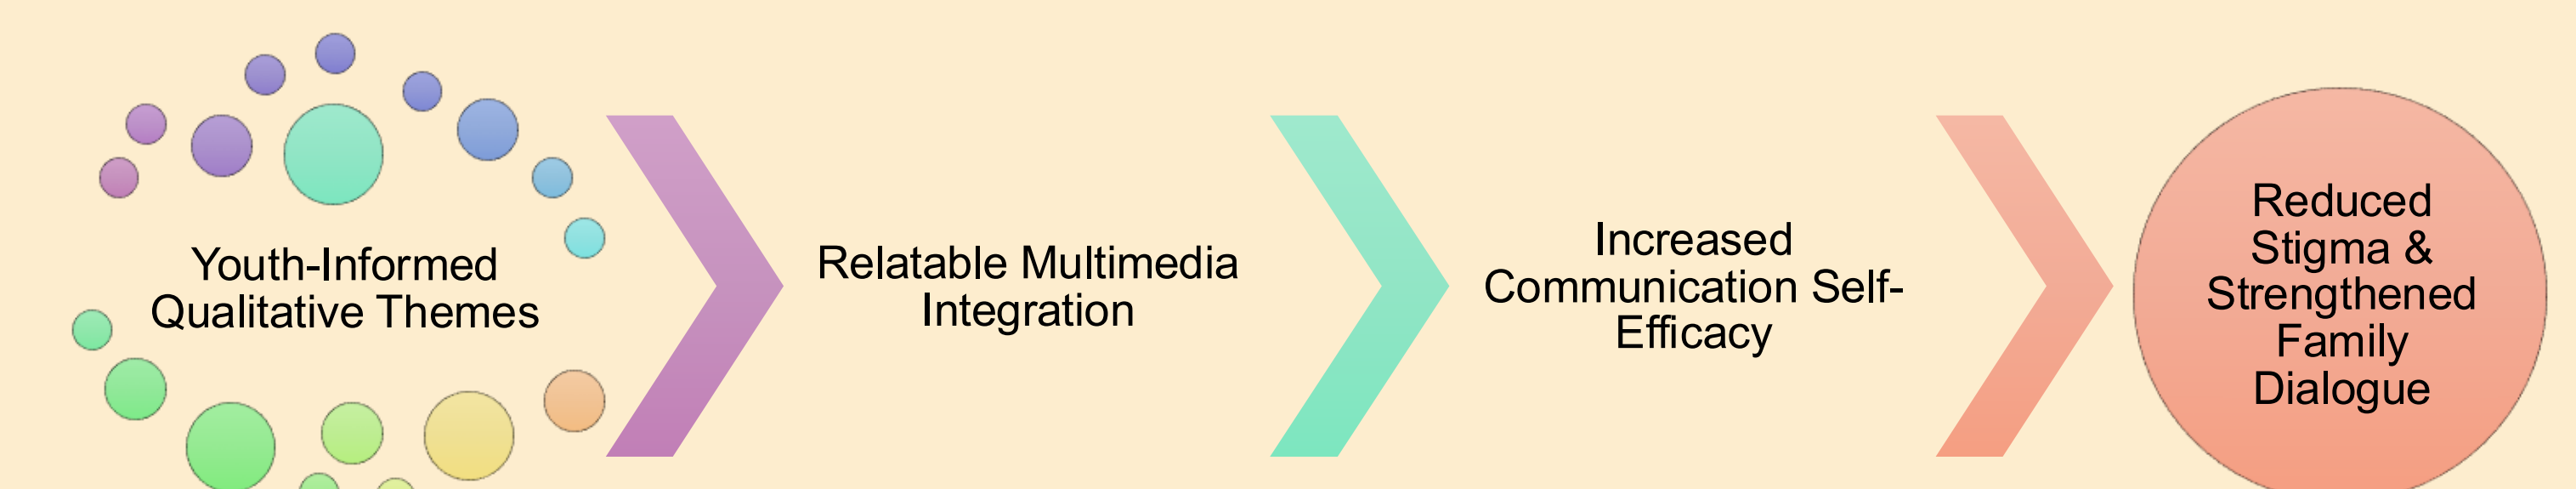 Youth-Informed
Qualitative Themes
Relatable Multimedia
Integration
Increased
Communication Self-
Efficacy
Reduced
Stigma &
Strengthened
Family
Dialogue